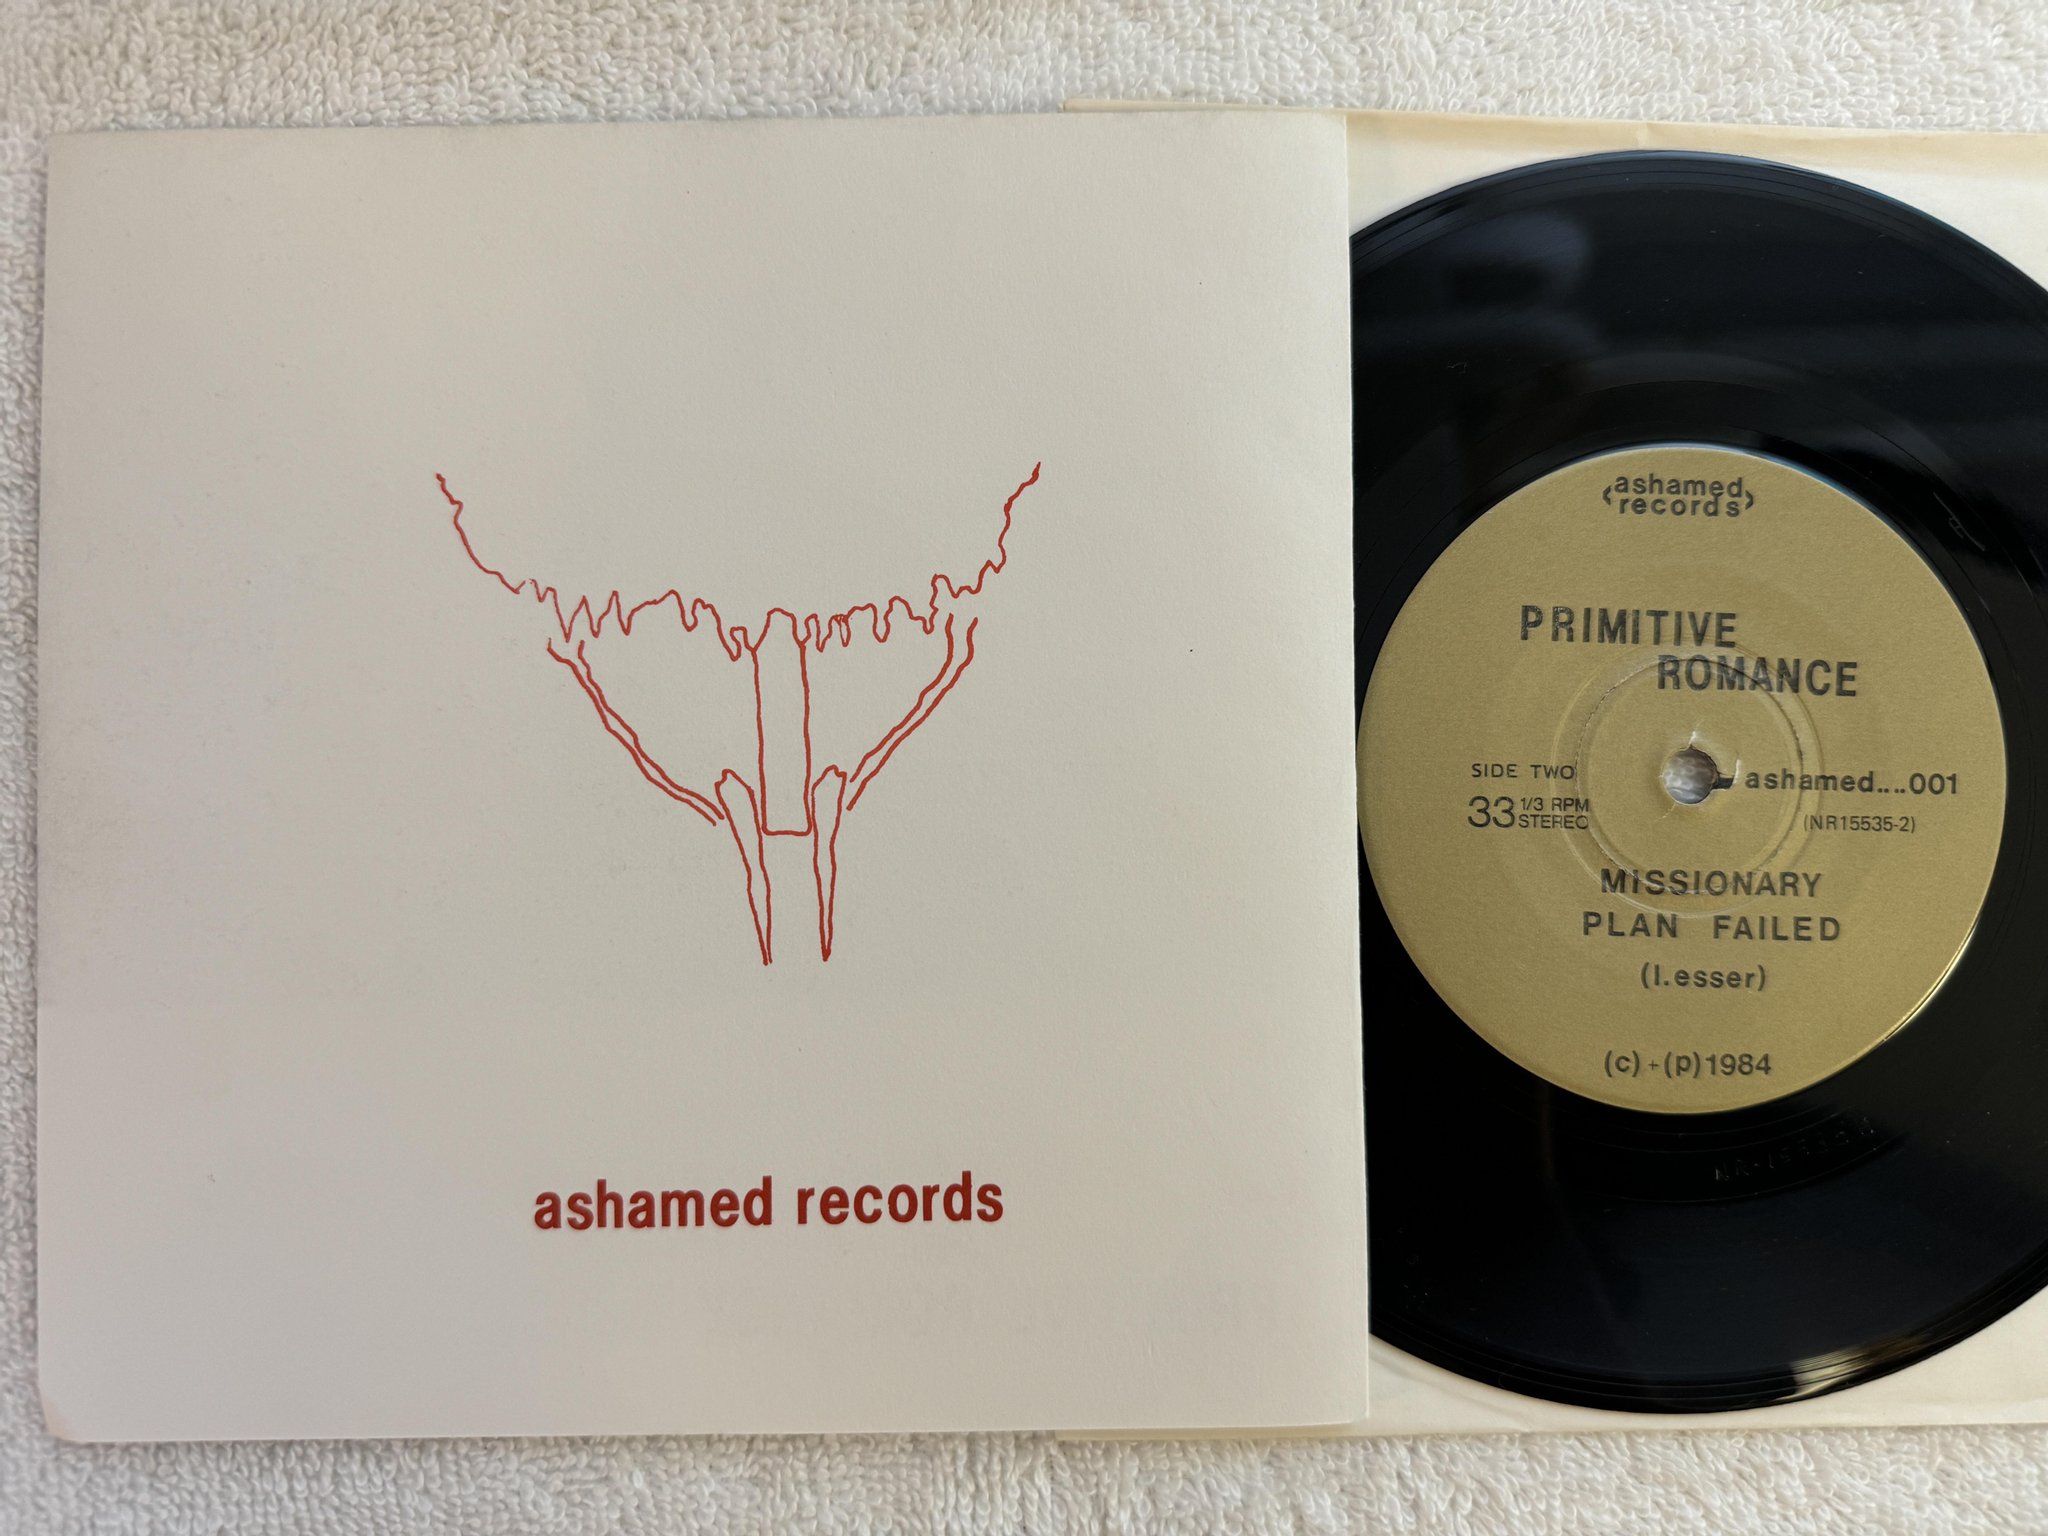 ashamed records
ashamed
records
PRIMITIVE
ROMANCE
SIDE TWO
33 1/3 RPM
STEREO
ashamed....001
(NR15535-2)
MISSIONARY
PLAN FAILED
(l.esser)
(c)+(p)1984